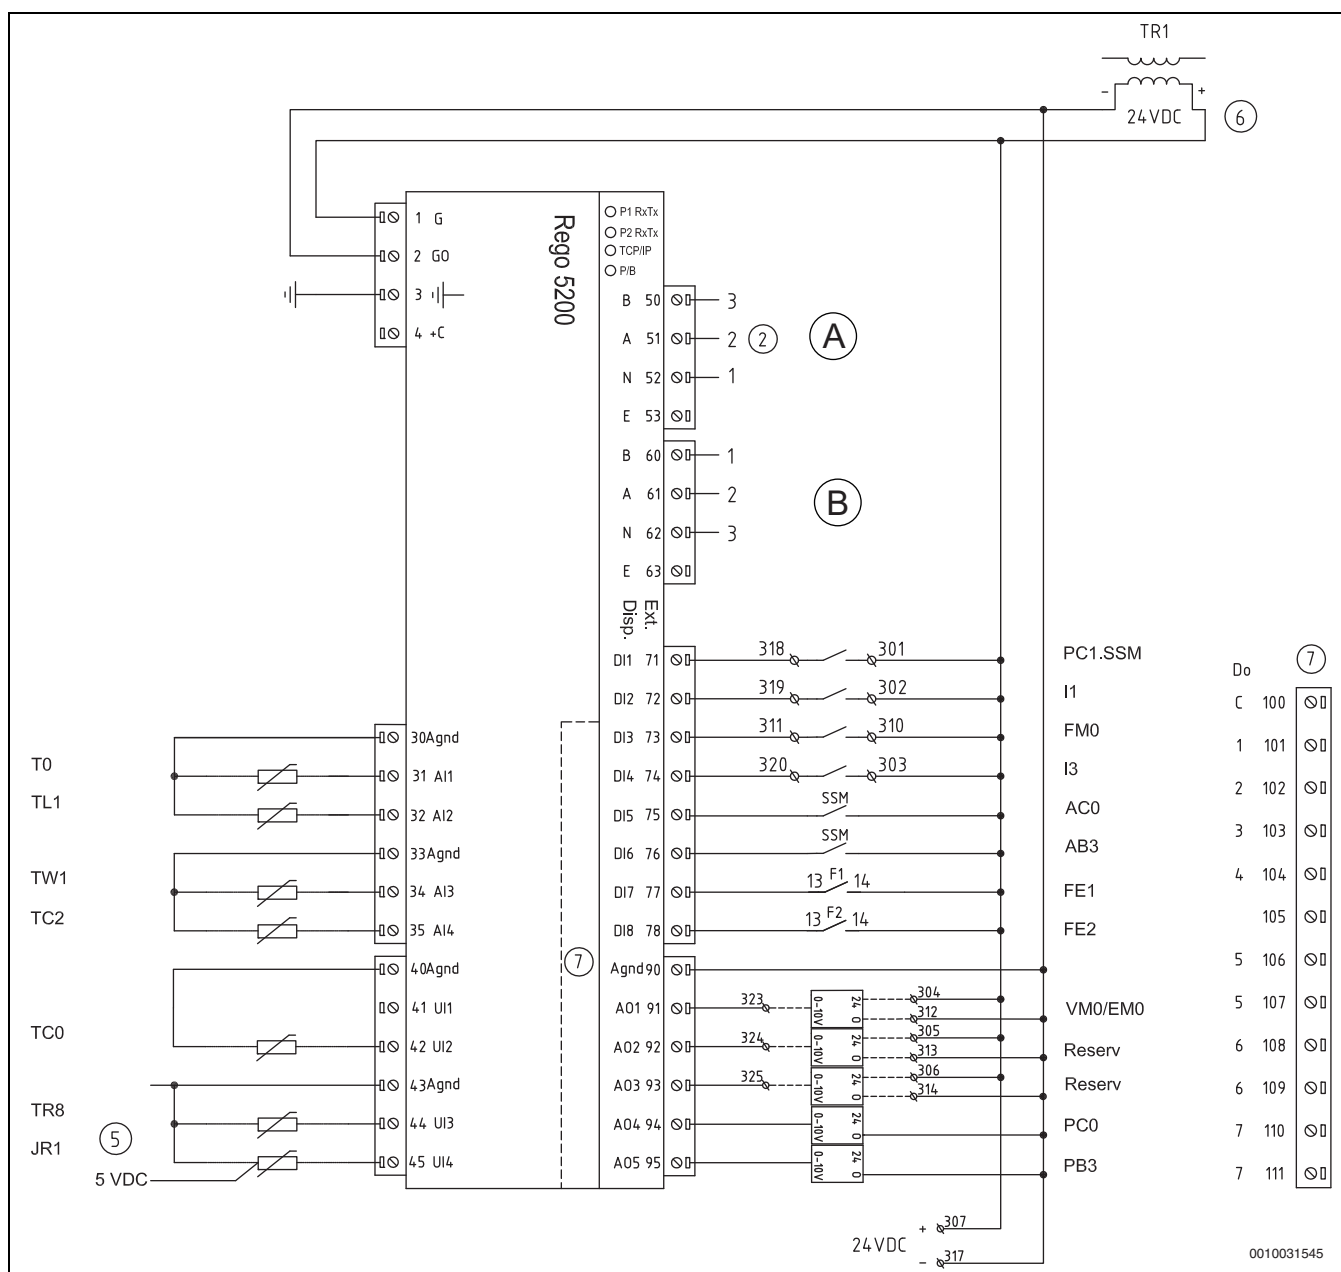 TR1
- +
24VDC 6
1 G
2 G0
3
4 +C
Rego 5200
P1 RxTx
P2 RxTx
TCP/IP
P/B
B 50 3
A 51 2 2 A
N 52 1
E 53
B 60 1
A 61 2 B
N 62 3
E 63
Disp. Ext.
DI1 71 318 301 PC1.SSM
DI2 72 319 302 I1
DI3 73 311 310 FM0
DI4 74 320 303 I3
DI5 75 SSM AC0
DI6 76 SSM AB3
DI7 77 13 F1 14 FE1
DI8 78 13 F2 14 FE2
30Agnd
T0 31 AI1
TL1 32 AI2
33Agnd
TW1 34 AI3
TC2 35 AI4
40Agnd
41 UI1
TC0 42 UI2
43Agnd
TR8 44 UI3
JR1 5 45 UI4
5 VDC
7
Agnd90
AO1 91 323 0-10V 24 0 304 312 VM0/EM0
AO2 92 324 0-10V 24 0 305 313 Reserv
AO3 93 325 0-10V 24 0 306 314 Reserv
AO4 94 0-10V 24 0 PC0
AO5 95 0-10V 24 0 PB3
24VDC
+ 307
- 317
Do 7
C 100
1 101
2 102
3 103
4 104
105
5 106
5 107
6 108
6 109
7 110
7 111
0010031545